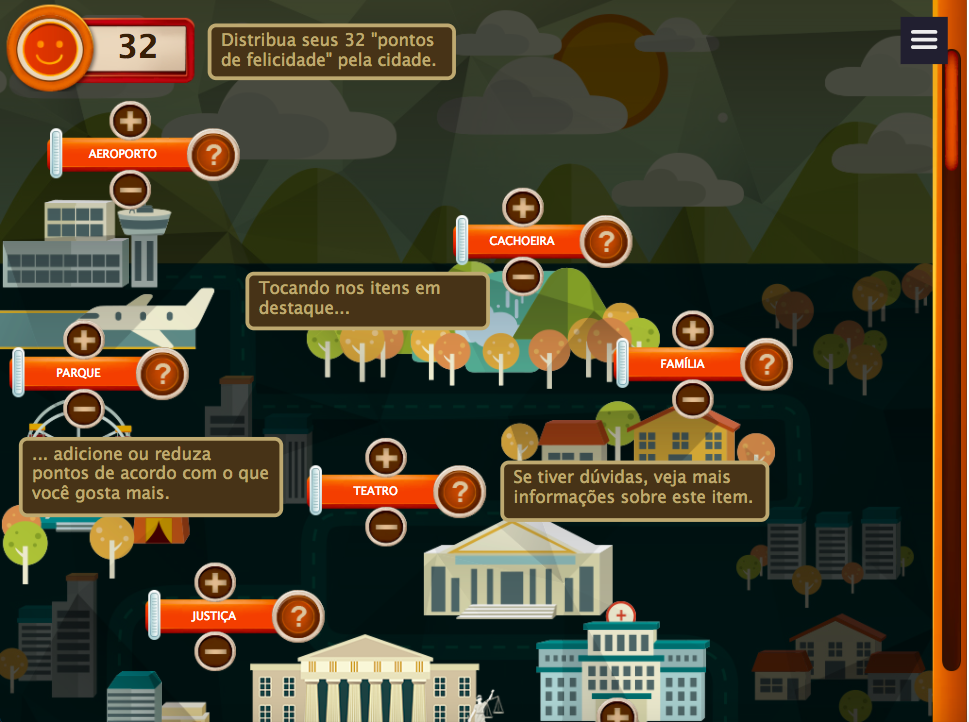 32
Distribua seus 32 "pontos
de felicidade" pela cidade.
AEROPORTO
?
CACHOEIRA
?
Tocando nos itens em
destaque...
PARQUE
?
FAMÍLIA
?
... adicione ou reduza
pontos de acordo com o que
você gosta mais.
TEATRO
?
Se tiver dúvidas, veja mais
informações sobre este item.
JUSTIÇA
?